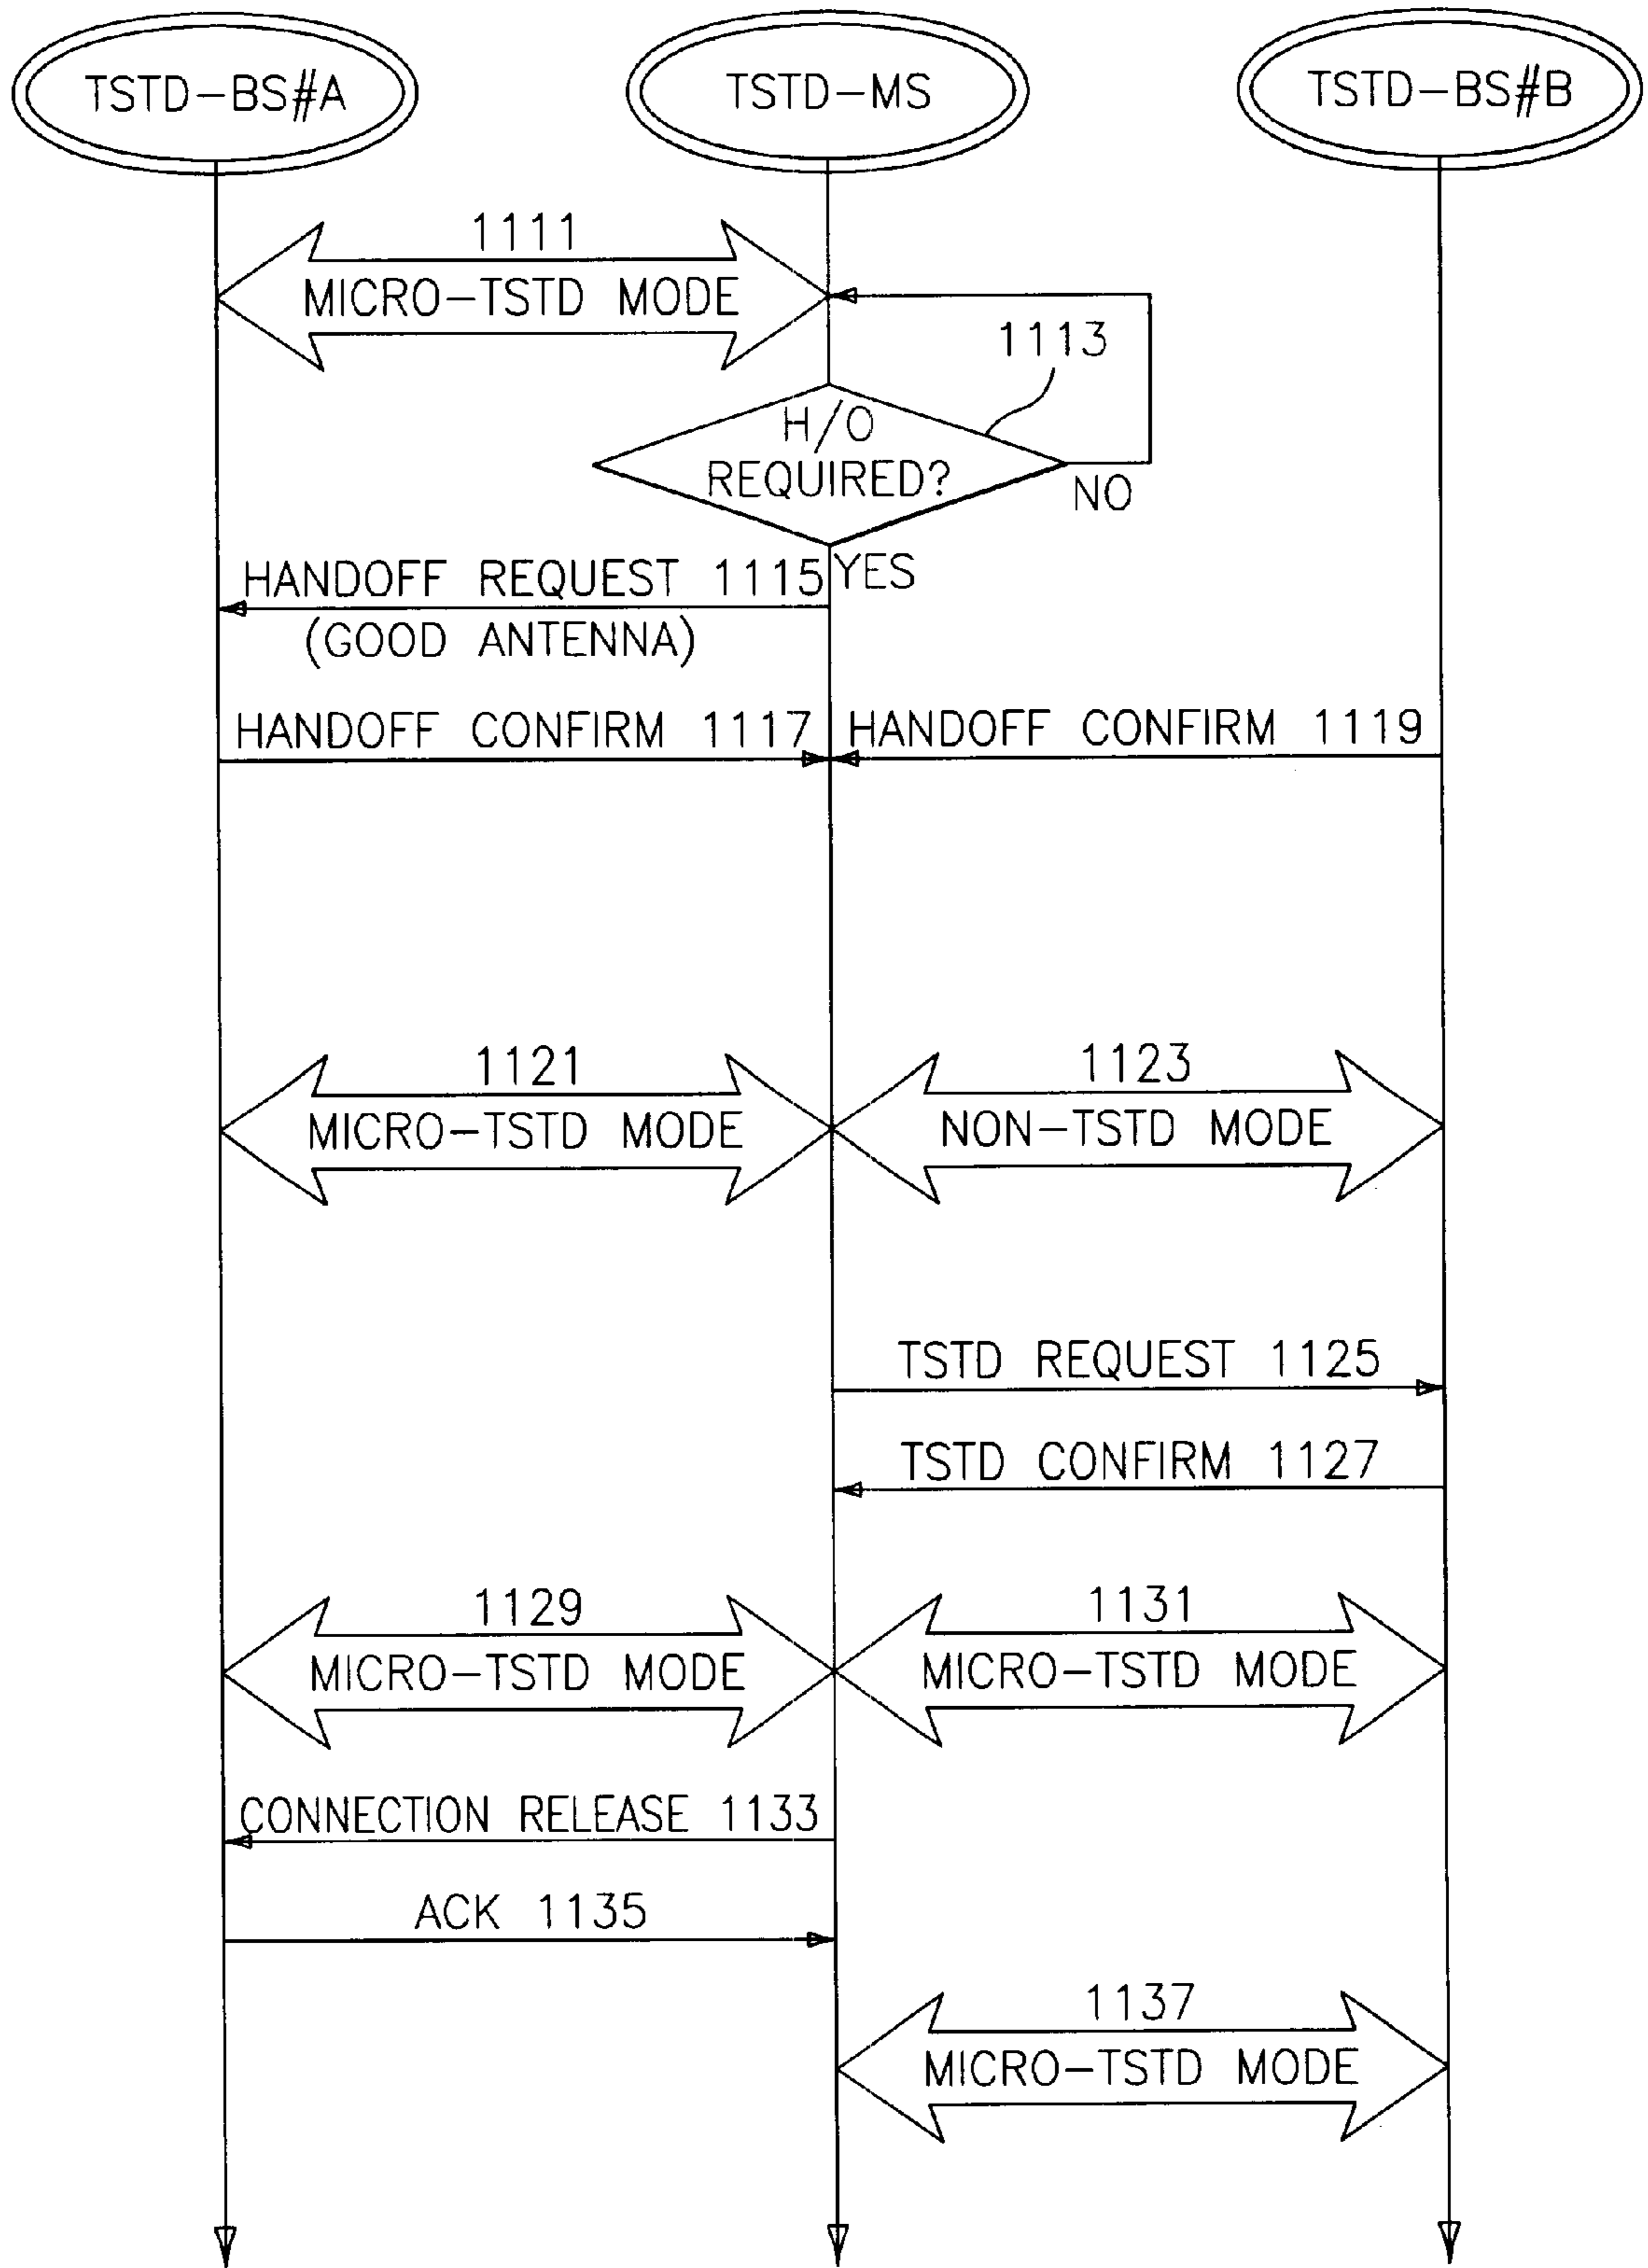 TSTD-BS#A
TSTD-MS
TSTD-BS#B
1111
MICRO-TSTD MODE
1113
H/O
REQUIRED?
NO
YES
HANDOFF REQUEST 1115
(GOOD ANTENNA)
HANDOFF CONFIRM 1117
HANDOFF CONFIRM 1119
1121
MICRO-TSTD MODE
1123
NON-TSTD MODE
TSTD REQUEST 1125
TSTD CONFIRM 1127
1129
MICRO-TSTD MODE
1131
MICRO-TSTD MODE
CONNECTION RELEASE 1133
ACK 1135
1137
MICRO-TSTD MODE